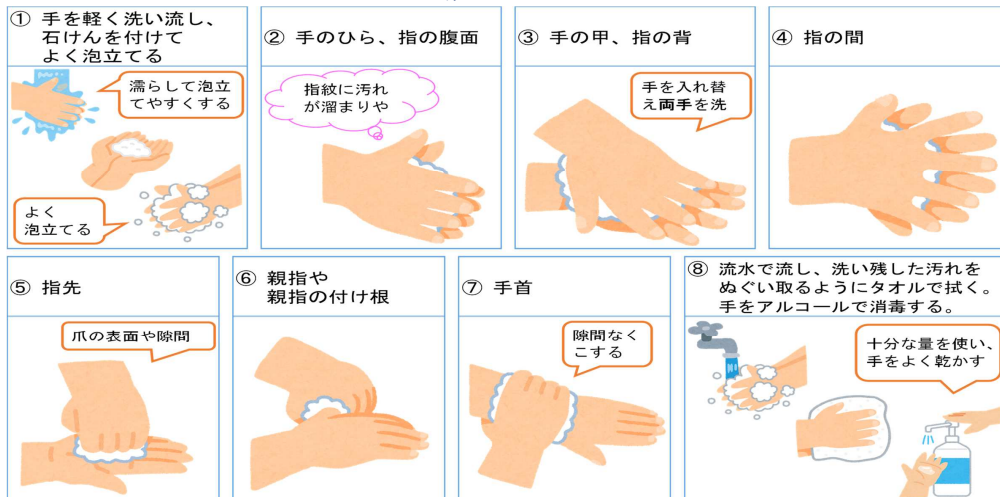 ① 手を軽く洗い流し、
石けんを付けて
よく泡立てる
濡らして泡立
てやすくする
よく
泡立てる
② 手のひら、指の腹面
指紋に汚れ
が溜まりや
③ 手の甲、指の背
手を入れ替
え両手を洗
④ 指の間
⑤ 指先
爪の表面や隙間
⑥ 親指や
親指の付け根
⑦ 手首
隙間なく
こする
⑧ 流水で流し、洗い残した汚れを
ぬぐい取るようにタオルで拭く。
手をアルコールで消毒する。
十分な量を使い、
手をよく乾かす